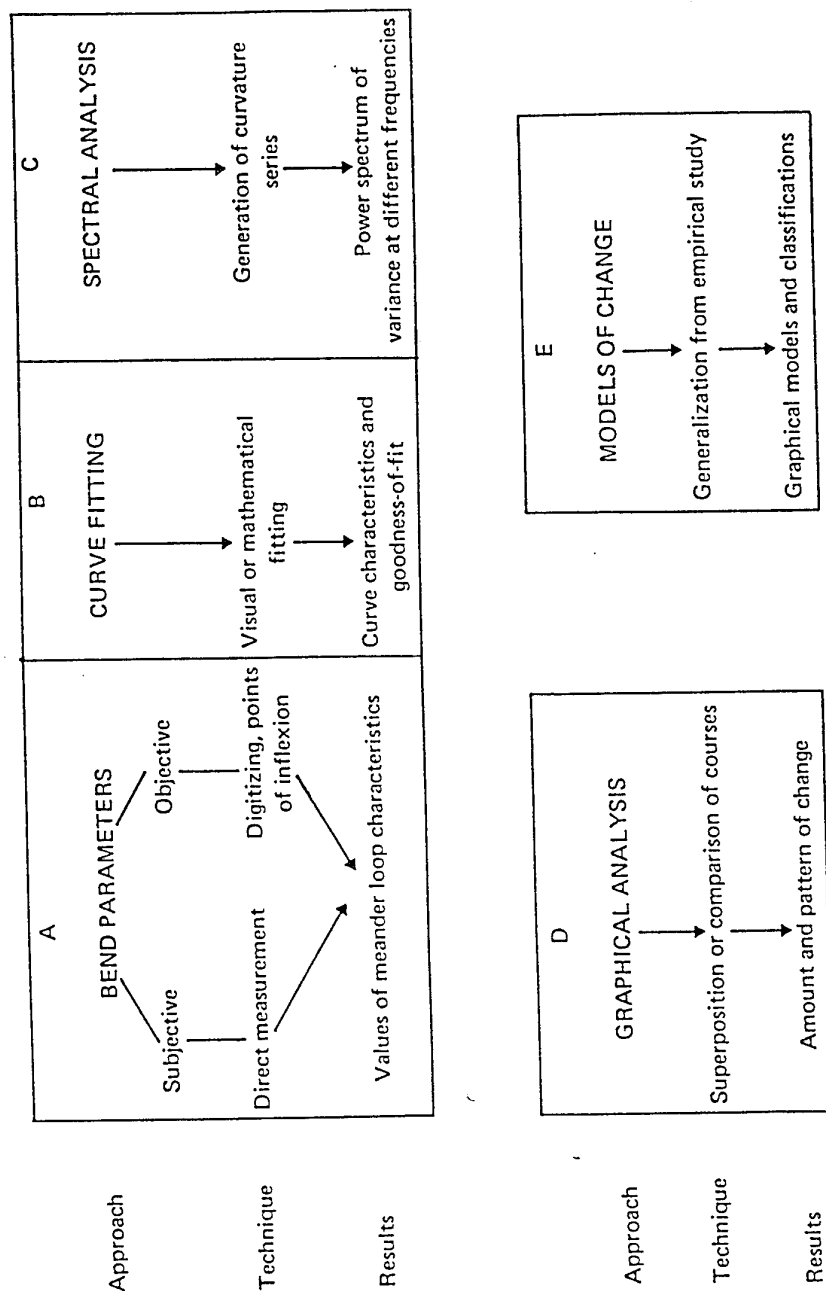 A
B
C
Approach
BEND PARAMETERS
CURVE FITTING
SPECTRAL ANALYSIS
Subjective
Objective
Technique
Direct measurement
Digitizing, points
of inflexion
Visual or mathematical
fitting
Generation of curvature
series
Results
Values of meander loop characteristics
Curve characteristics and
goodness-of-fit
Power spectrum of
variance at different frequencies
D
E
Approach
GRAPHICAL ANALYSIS
MODELS OF CHANGE
Technique
Superposition or comparison of courses
Generalization from empirical study
Results
Amount and pattern of change
Graphical models and classifications